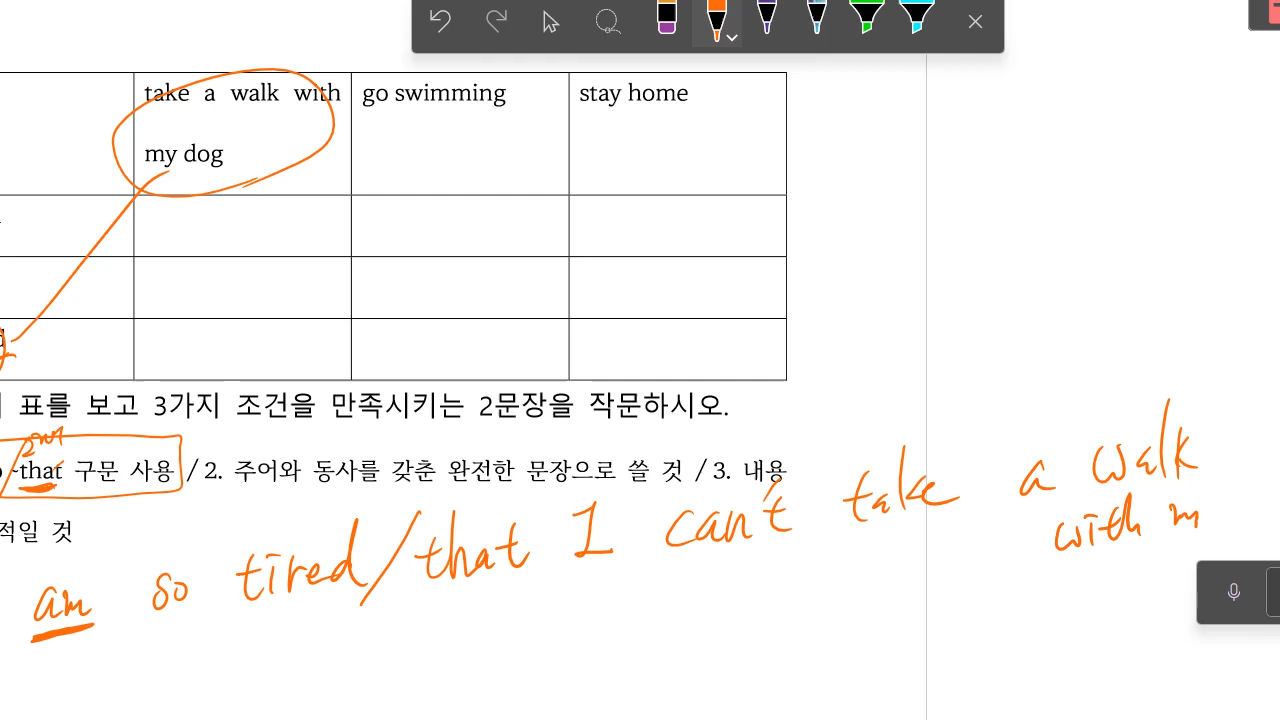 take a walk with go swimming stay home
my dog
표를 보고 3가지 조건을 만족시키는 2문장을 작문하시오.
~that 구문 사용 / 2. 주어와 동사를 갖춘 완전한 문장으로 쓸 것 / 3. 내용
적일 것
am so tired / that I can't take a walk
with m